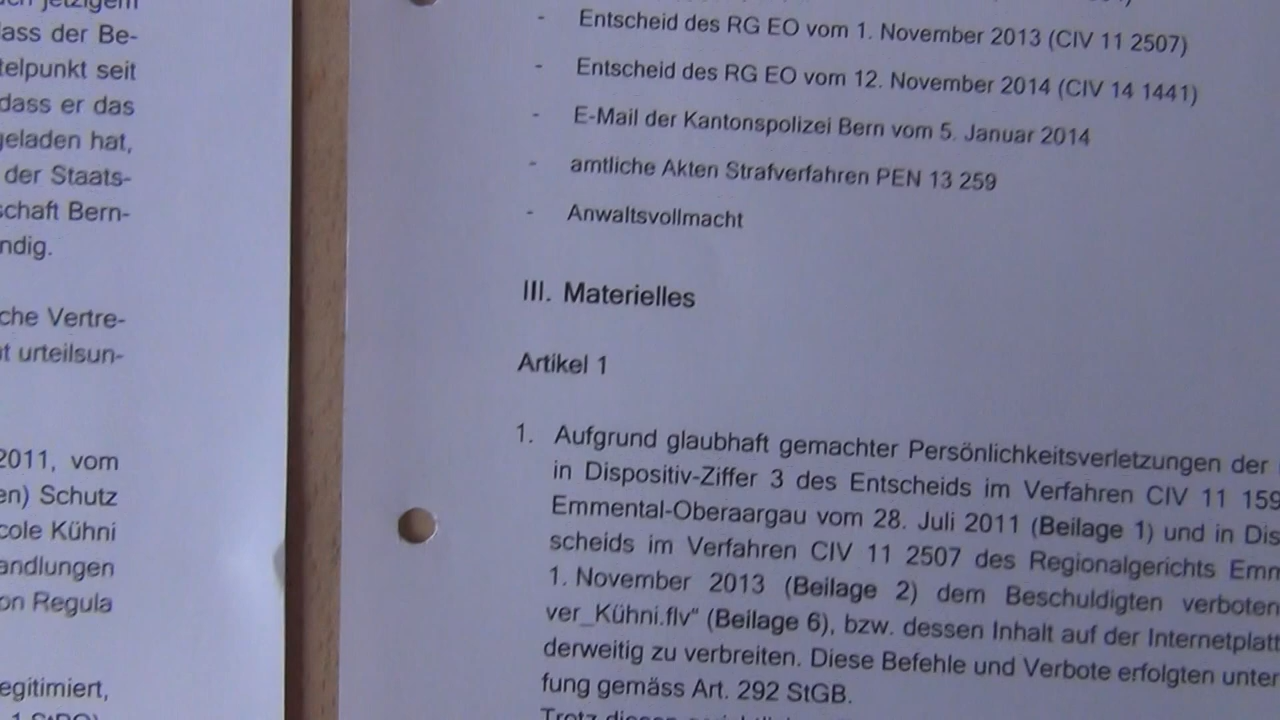 jetzigem
lass der Be-
telpunkt seit
dass er das
geladen hat,
der Staats-
schaft Bern-
ndig.
che Vertre-
t urteilsun-
2011, vom
en) Schutz
cole Kühni
andlungen
on Regula
egitimiert,
- Entscheid des RG EO vom 1. November 2013 (CIV 11 2507)
- Entscheid des RG EO vom 12. November 2014 (CIV 14 1441)
- E-Mail der Kantonspolizei Bern vom 5. Januar 2014
- amtliche Akten Strafverfahren PEN 13 259
- Anwaltsvollmacht
III. Materielles
Artikel 1
1. Aufgrund glaubhaft gemachter Persönlichkeitsverletzungen der
in Dispositiv-Ziffer 3 des Entscheids im Verfahren CIV 11 159
Emmental-Oberaargau vom 28. Juli 2011 (Beilage 1) und in Dis
scheids im Verfahren CIV 11 2507 des Regionalgerichts Emm
1. November 2013 (Beilage 2) dem Beschuldigten verboten
ver_Kühni.flv“ (Beilage 6), bzw. dessen Inhalt auf der Internetplatt
derweitig zu verbreiten. Diese Befehle und Verbote erfolgten unter
fung gemäss Art. 292 StGB.
Trotz